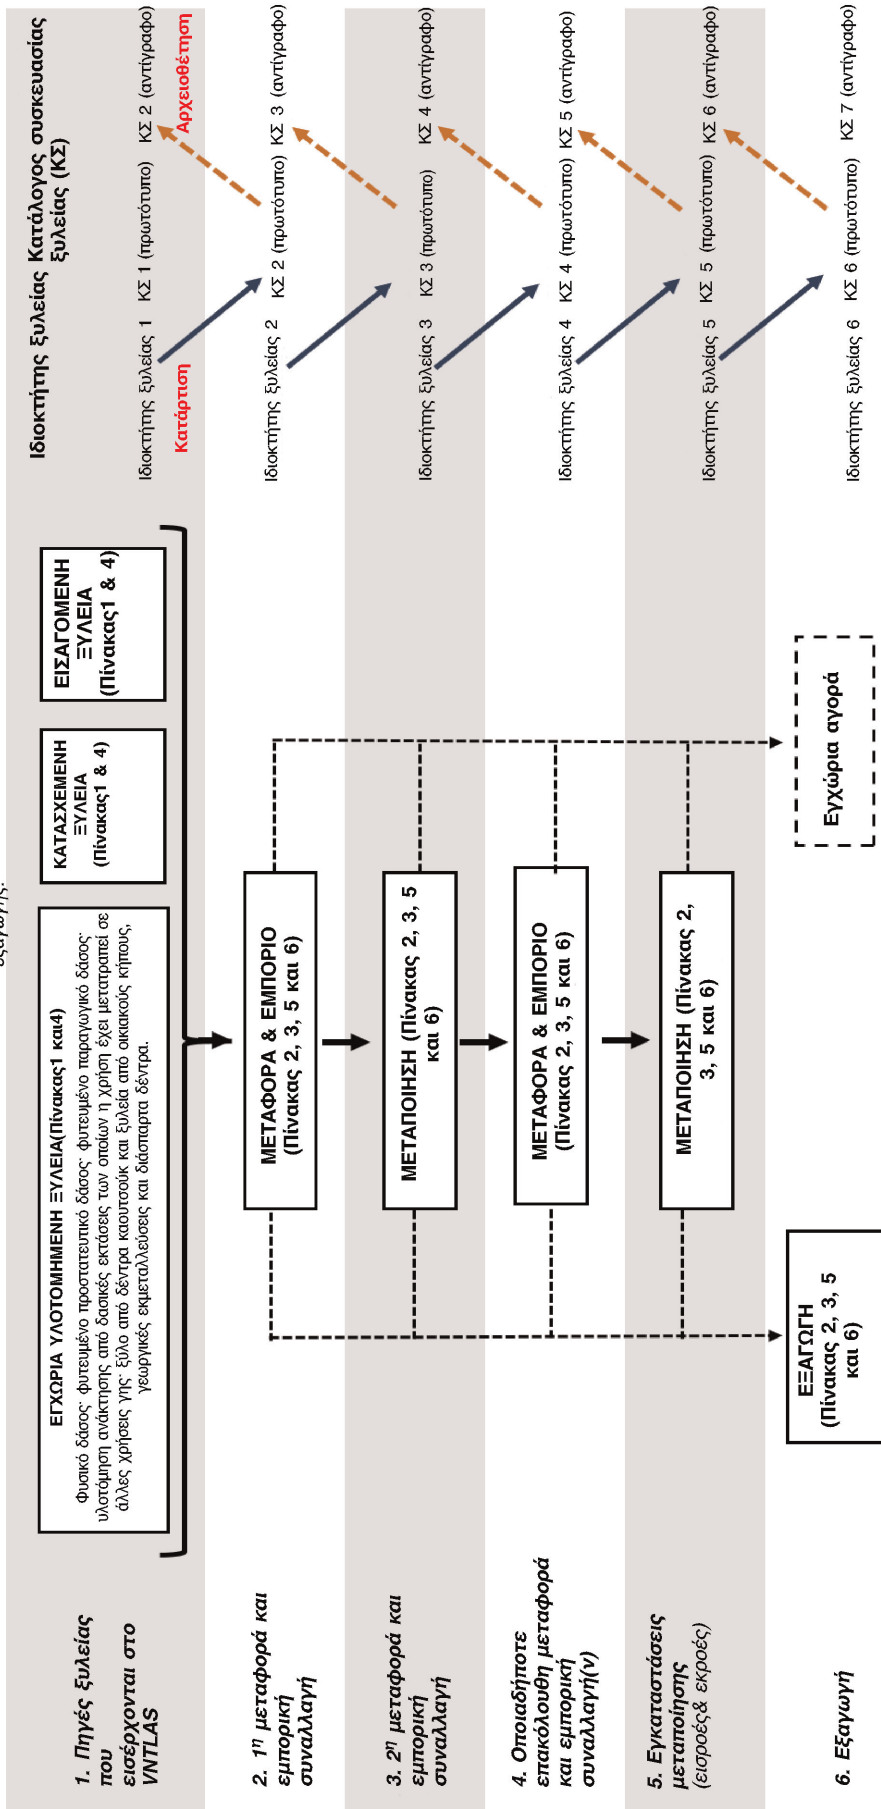 εξαγωγής.
1. Πηγές ξυλείας
που
εισέρχονται στο
VNTLAS
ΕΓΧΩΡΙΑ ΥΛΟΤΟΜΗΜΕΝΗ ΞΥΛΕΙΑ(Πίνακας1 και4)
Φυσικό δάσος· φυτευμένο προστατευτικό δάσος· φυτευμένο παραγωγικό δάσος·
υλοτόμηση ανάκτησης από δασικές εκτάσεις των οποίων η χρήση έχει μετατραπεί σε
άλλες χρήσεις γης· ξύλο από δέντρα καουτσούκ και ξυλεία από οικιακούς κήπους,
γεωργικές εκμεταλλεύσεις και διάσπαρτα δέντρα.
ΚΑΤΑΣΧΕΜΕΝΗ
ΞΥΛΕΙΑ
(Πίνακας1 & 4)
ΕΙΣΑΓΟΜΕΝΗ
ΞΥΛΕΙΑ
(Πίνακας1 & 4)
Ιδιοκτήτης ξυλείας Κατάλογος συσκευασίας
ξυλείας (ΚΣ)
Ιδιοκτήτης ξυλείας 1 ΚΣ 1 (πρωτότυπο) ΚΣ 2 (αντίγραφο)
Κατάρτιση Αρχειοθέτηση
2. 1η μεταφορά και
εμπορική
συναλλαγή
ΜΕΤΑΦΟΡΑ & ΕΜΠΟΡΙΟ
(Πίνακας 2, 3, 5 και 6)
Ιδιοκτήτης ξυλείας 2 ΚΣ 2 (πρωτότυπο) ΚΣ 3 (αντίγραφο)
3. 2η μεταφορά και
εμπορική
συναλλαγή
ΜΕΤΑΠΟΙΗΣΗ (Πίνακας 2, 3, 5
και 6)
Ιδιοκτήτης ξυλείας 3 ΚΣ 3 (πρωτότυπο) ΚΣ 4 (αντίγραφο)
4. Οποιαδήποτε
επακόλουθη μεταφορά
και εμπορική
συναλλαγή(ν)
ΜΕΤΑΦΟΡΑ & ΕΜΠΟΡΙΟ
(Πίνακας 2, 3, 5 και 6)
Ιδιοκτήτης ξυλείας 4 ΚΣ 4 (πρωτότυπο) ΚΣ 5 (αντίγραφο)
5. Εγκαταστάσεις
μεταποίησης
(εισροές& εκροές)
ΜΕΤΑΠΟΙΗΣΗ (Πίνακας 2,
3, 5 και 6)
Ιδιοκτήτης ξυλείας 5 ΚΣ 5 (πρωτότυπο) ΚΣ 6 (αντίγραφο)
6. Εξαγωγή
ΕΞΑΓΩΓΗ
(Πίνακας 2, 3, 5
και 6)
Εγχώρια αγορά
Ιδιοκτήτης ξυλείας 6 ΚΣ 6 (πρωτότυπο) ΚΣ 7 (αντίγραφο)